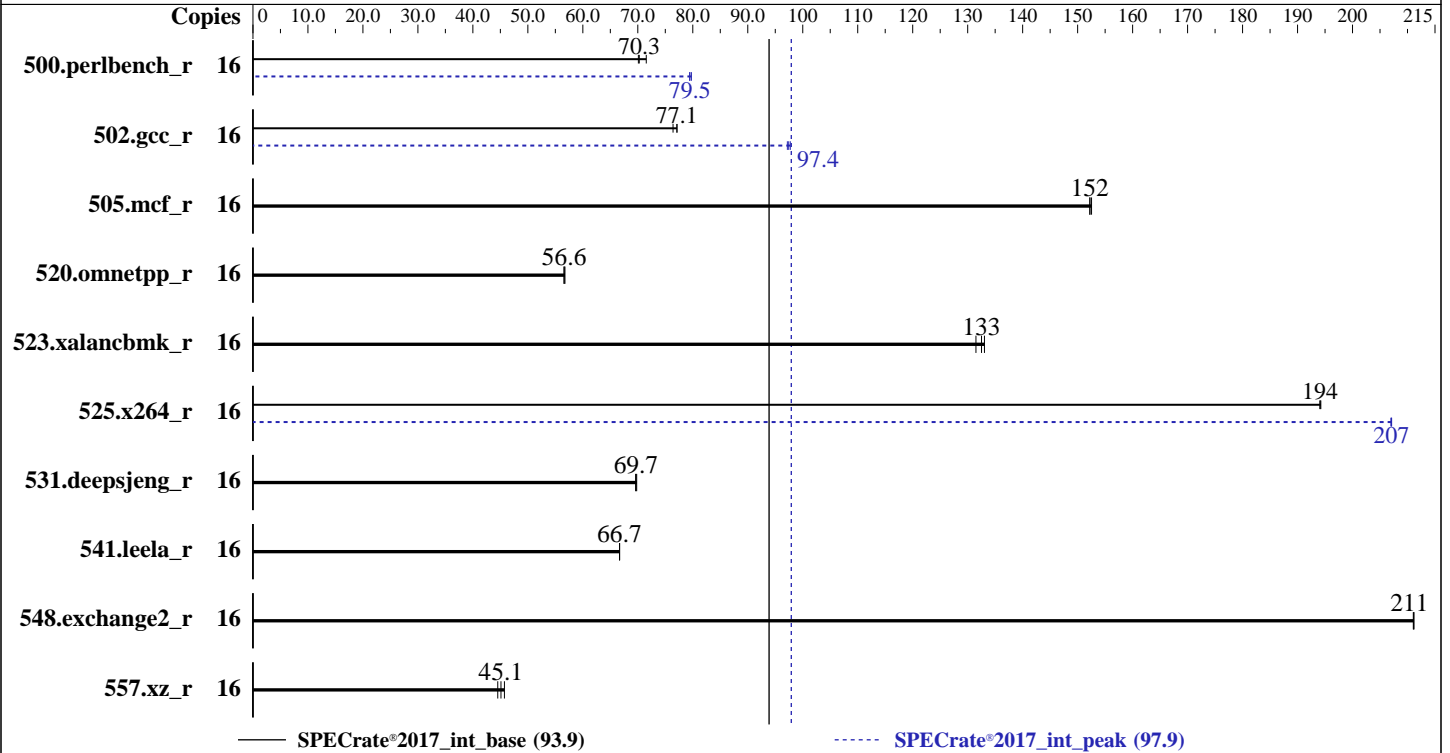 Copies 0 10.0 20.0 30.0 40.0 50.0 60.0 70.0 80.0 90.0 100 110 120 130 140 150 160 170 180 190 200 215
70.3
500.perlbench_r 16
79.5
77.1
502.gcc_r 16
97.4
152
505.mcf_r 16
56.6
520.omnetpp_r 16
133
523.xalancbmk_r 16
194
525.x264_r 16
207
69.7
531.deepsjeng_r 16
66.7
541.leela_r 16
211
548.exchange2_r 16
45.1
557.xz_r 16
SPECrate®2017_int_base (93.9) SPECrate®2017_int_peak (97.9)